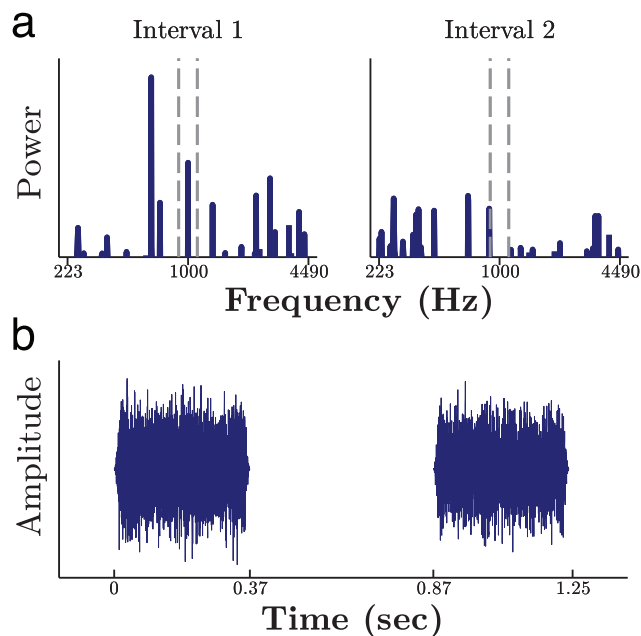 a
Interval 1
Interval 2
Power
223
1000
4490
223
1000
4490
Frequency (Hz)
b
Amplitude
0
0.37
0.87
1.25
Time (sec)